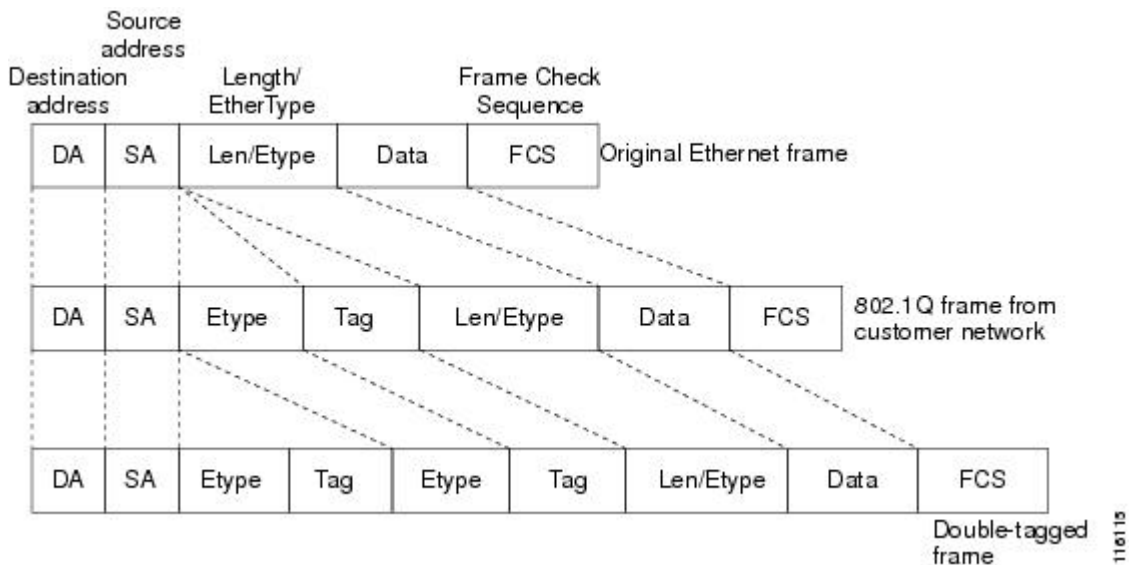 Source
address
Destination
address
Length/
EtherType
Frame Check
Sequence
DA SA Len/Etype Data FCS Original Ethernet frame
DA SA Etype Tag Len/Etype Data FCS 802.1Q frame from
customer network
DA SA Etype Tag Etype Tag Len/Etype Data FCS
Double-tagged
frame
116115